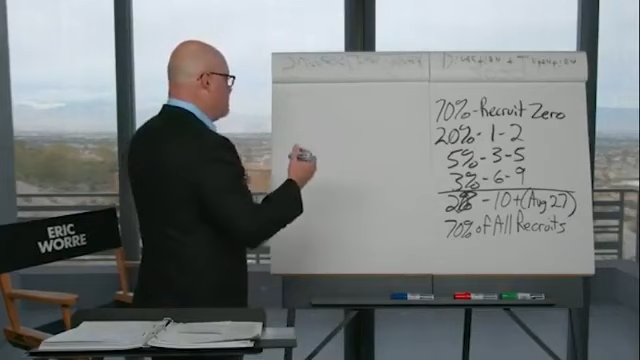 ERIC
WORRE
70%-Recruit Zero
20%-1-2
5%-3-5
3%-6-9
2%-10+(Avg 27)
70% of All Recruits